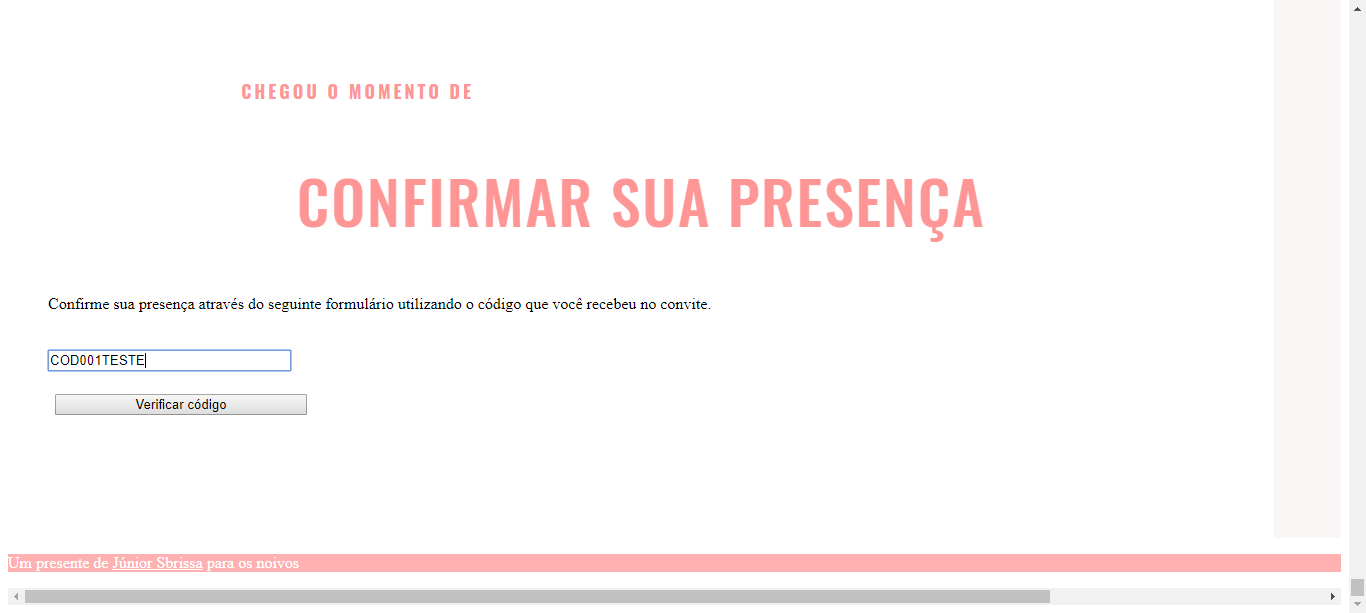 CHEGOU O MOMENTO DE
CONFIRMAR SUA PRESENÇA
Confirme sua presença através do seguinte formulário utilizando o código que você recebeu no convite.
COD001TESTE
Verificar código
Um presente de Júnior Sbrissa para os noivos